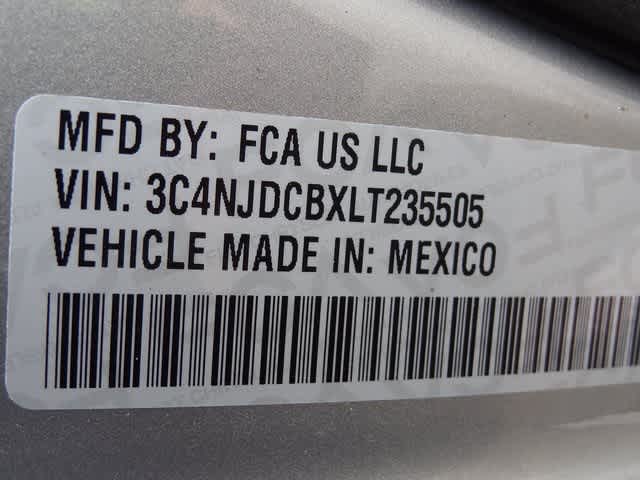 MFD BY: FCA US LLC
VIN: 3C4NJDCBXLT235505
VEHICLE MADE IN: MEXICO